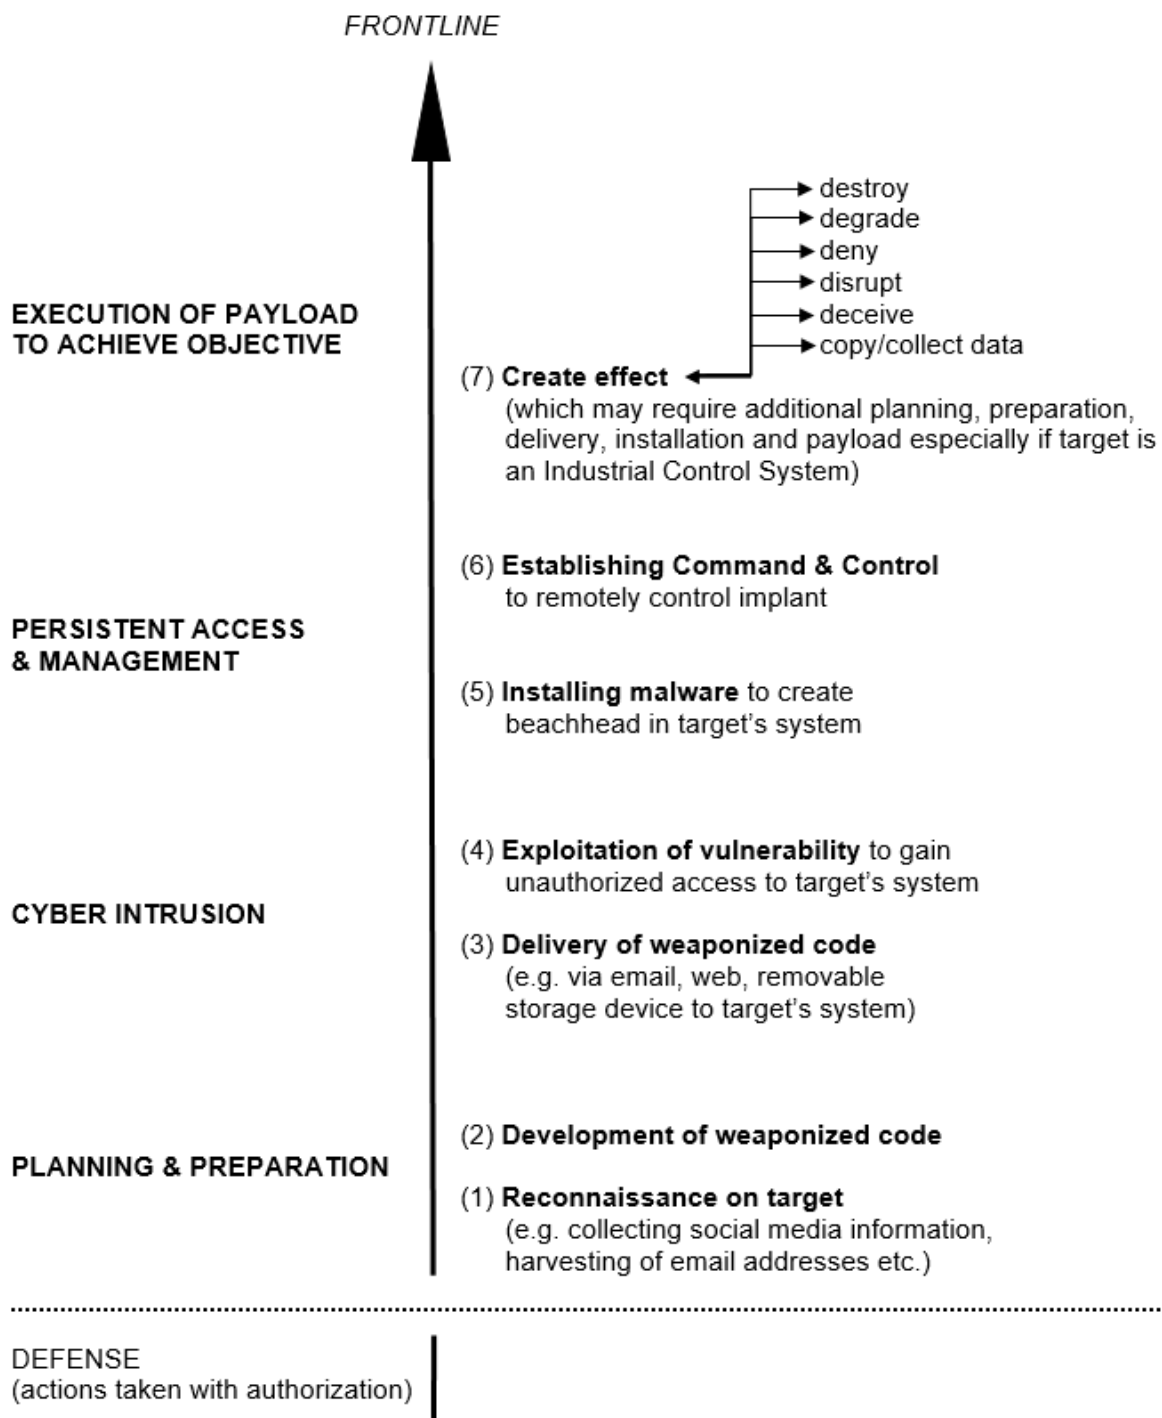 FRONTLINE
destroy
degrade
deny
disrupt
deceive
copy/collect data
EXECUTION OF PAYLOAD
TO ACHIEVE OBJECTIVE
(7) Create effect
(which may require additional planning, preparation,
delivery, installation and payload especially if target is
an Industrial Control System)
(6) Establishing Command & Control
to remotely control implant
PERSISTENT ACCESS
& MANAGEMENT
(5) Installing malware to create
beachhead in target's system
(4) Exploitation of vulnerability to gain
unauthorized access to target's system
CYBER INTRUSION
(3) Delivery of weaponized code
(e.g. via email, web, removable
storage device to target's system)
(2) Development of weaponized code
PLANNING & PREPARATION
(1) Reconnaissance on target
(e.g. collecting social media information,
harvesting of email addresses etc.)
DEFENSE
(actions taken with authorization)